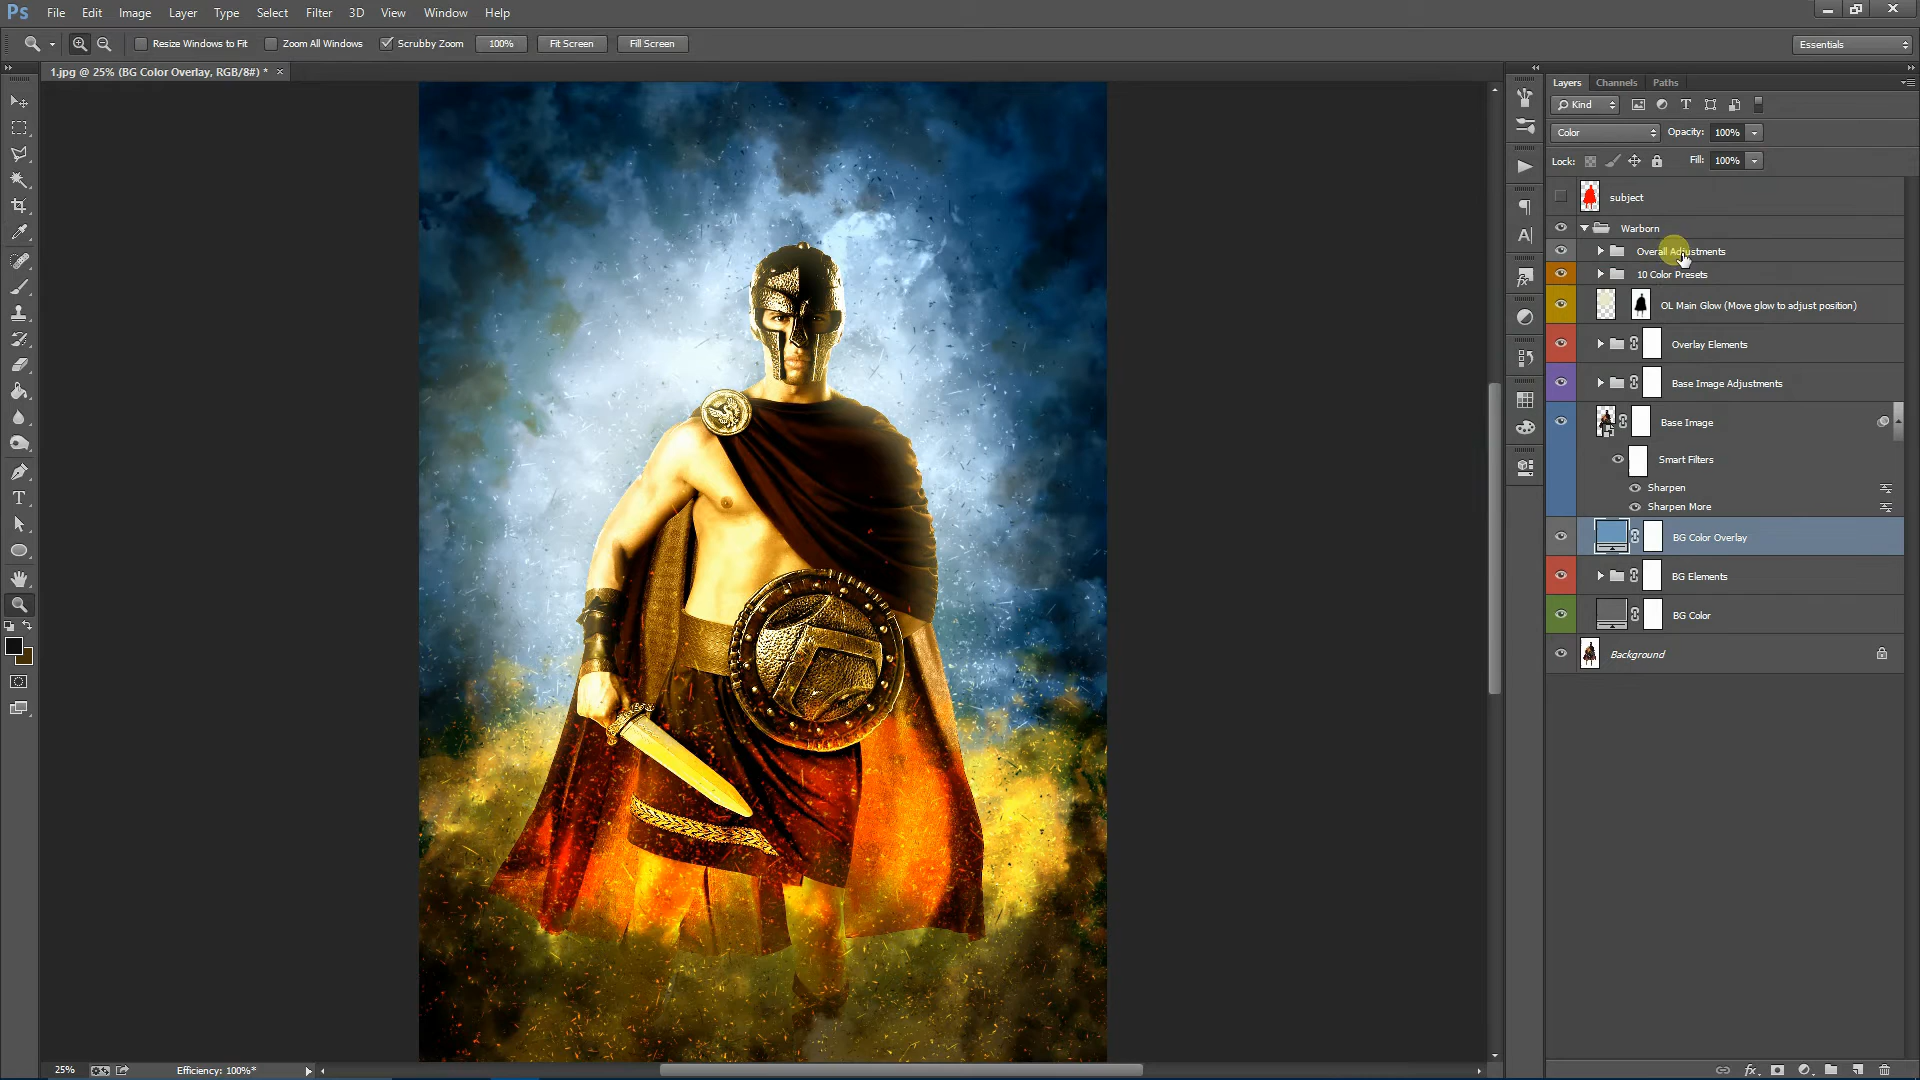 Ps File Edit Image Layer Type Select Filter 3D View Window Help
Resize Windows to Fit Zoom All Windows Scrubby Zoom 100% Fit Screen Fill Screen Essentials
1.jpg @ 25% (BG Color Overlay, RGB/8#) *
Layers Channels Paths
Kind
Color Opacity: 100%
Lock: Fill: 100%
subject
Warborn
Overall Adjustments
10 Color Presets
OL Main Glow (Move glow to adjust position)
Overlay Elements
Base Image Adjustments
Base Image
Smart Filters
Sharpen
Sharpen More
BG Color Overlay
BG Elements
BG Color
Background
25% Efficiency: 100%*